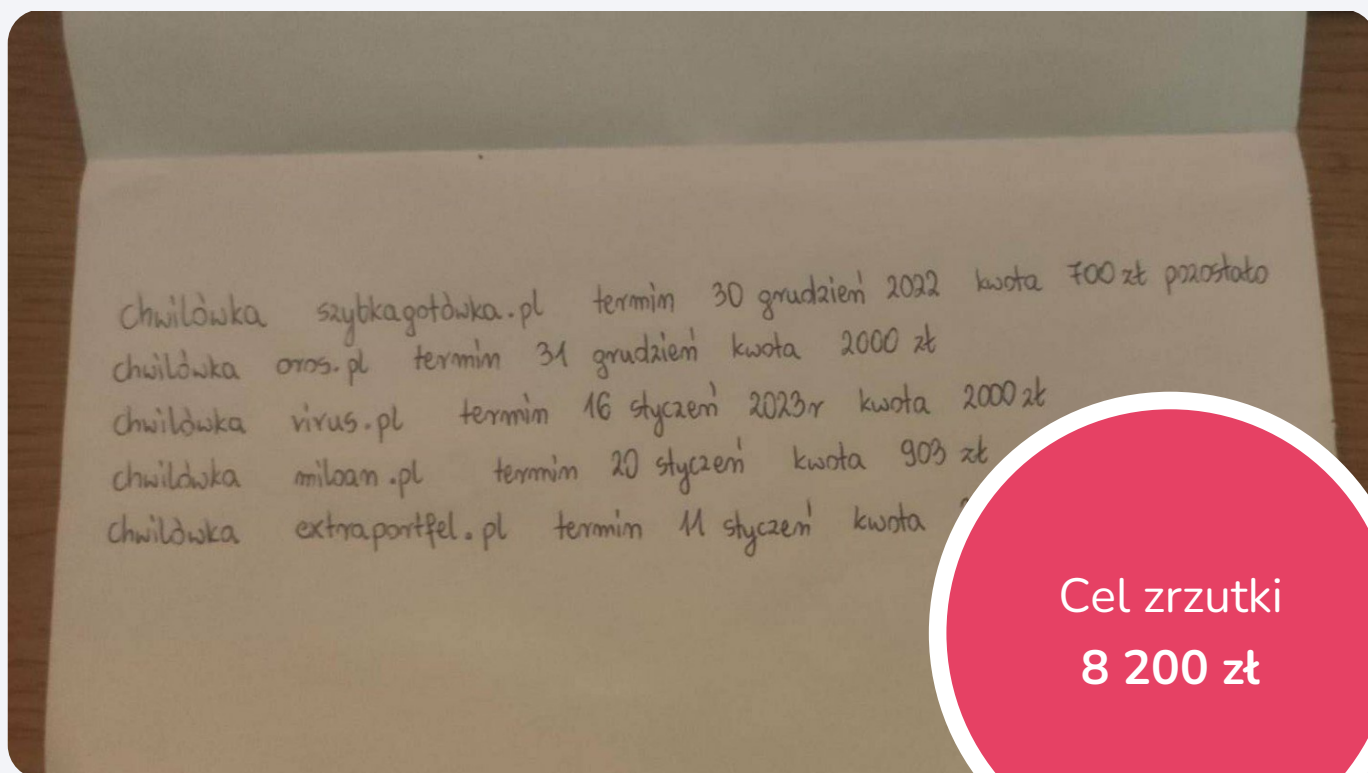 chwilówka szybkagotówka.pl termin 30 grudzień 2022 kwota 700 zł pozostało
chwilówka oros.pl termin 31 grudzień kwota 2000 zł
chwilówka virus.pl termin 16 styczeń 2023r kwota 2000 zł
chwilówka miloan.pl termin 20 styczeń kwota 903 zł
chwilówka extraportfel.pl termin 11 styczeń kwota
Cel zrzutki
8 200 zł